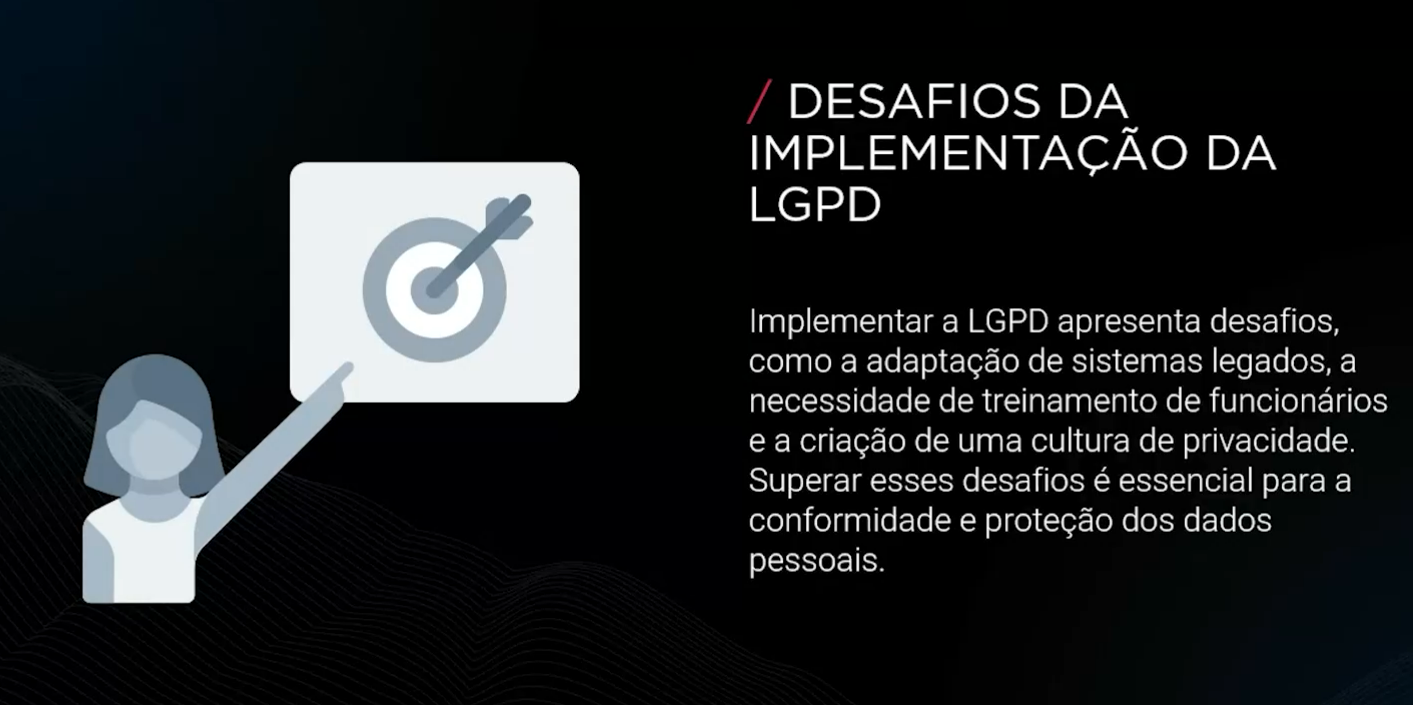 / DESAFIOS DA
IMPLEMENTAÇÃO DA
LGPD
Implementar a LGPD apresenta desafios,
como a adaptação de sistemas legados, a
necessidade de treinamento de funcionários
e a criação de uma cultura de privacidade.
Superar esses desafios é essencial para a
conformidade e proteção dos dados
pessoais.